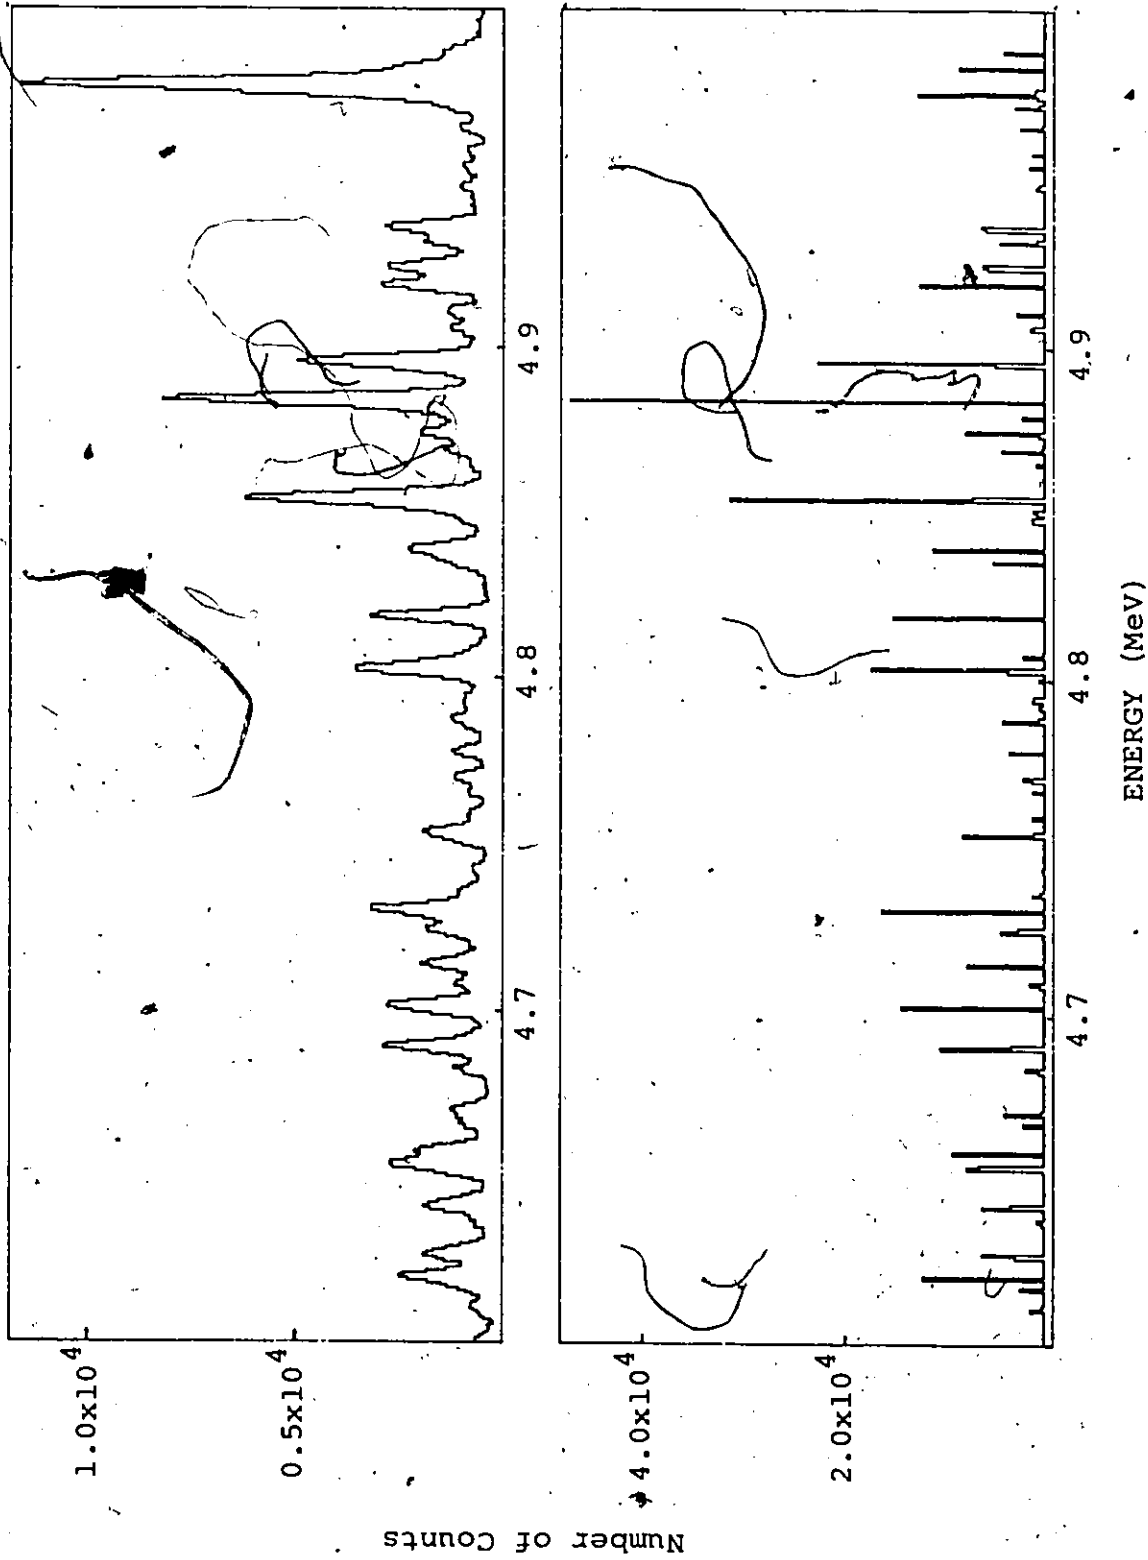 Number of Counts
1.0x10⁴
0.5x10⁴
4.7
4.8
4.9
4.0x10⁴
2.0x10⁴
4.7
4.8
4.9
ENERGY (MeV)